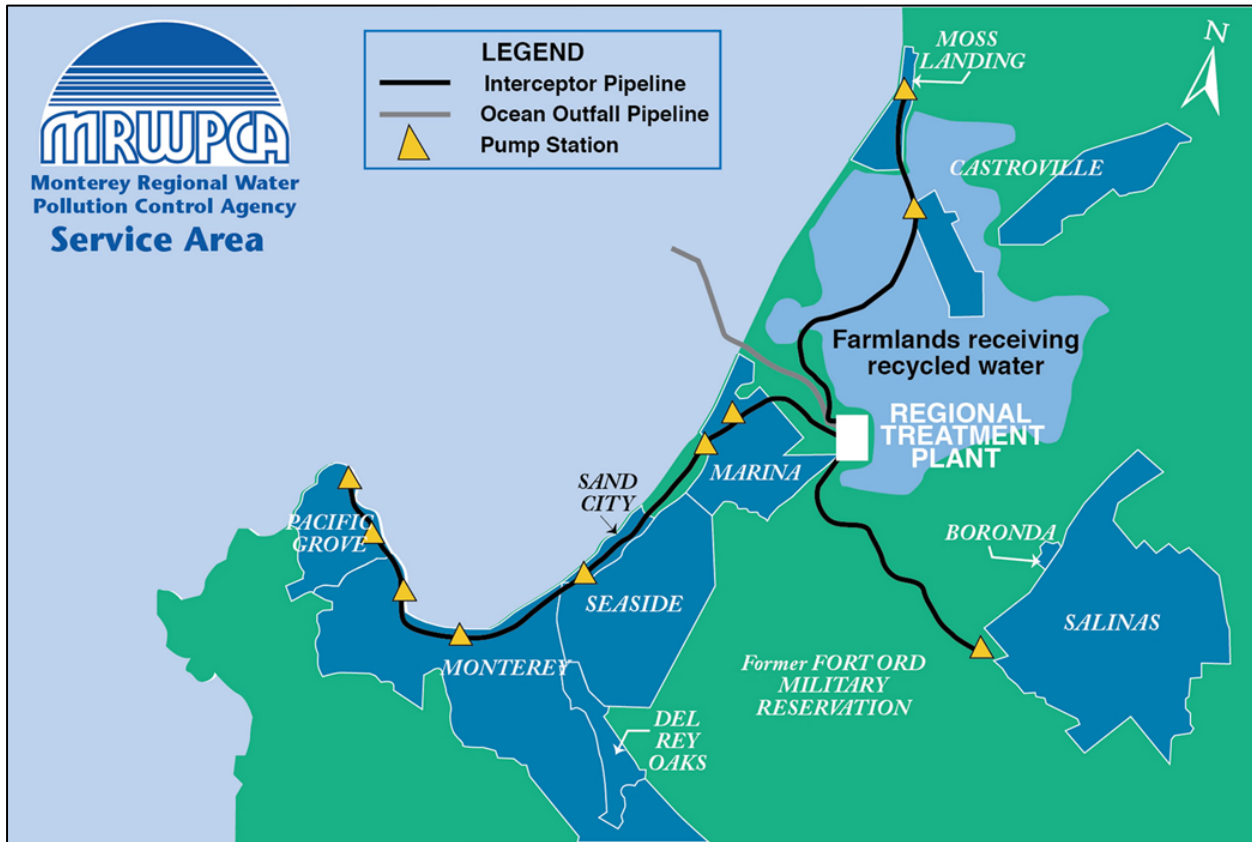 MRWPCA
Monterey Regional Water
Pollution Control Agency
Service Area
LEGEND
Interceptor Pipeline
Ocean Outfall Pipeline
Pump Station
N
MOSS
LANDING
CASTROVILLE
Farmlands receiving
recycled water
REGIONAL
TREATMENT
PLANT
MARINA
SAND
CITY
PACIFIC
GROVE
BORONDA
SEASIDE
SALINAS
MONTEREY
Former FORT ORD
MILITARY
RESERVATION
DEL
REY
OAKS